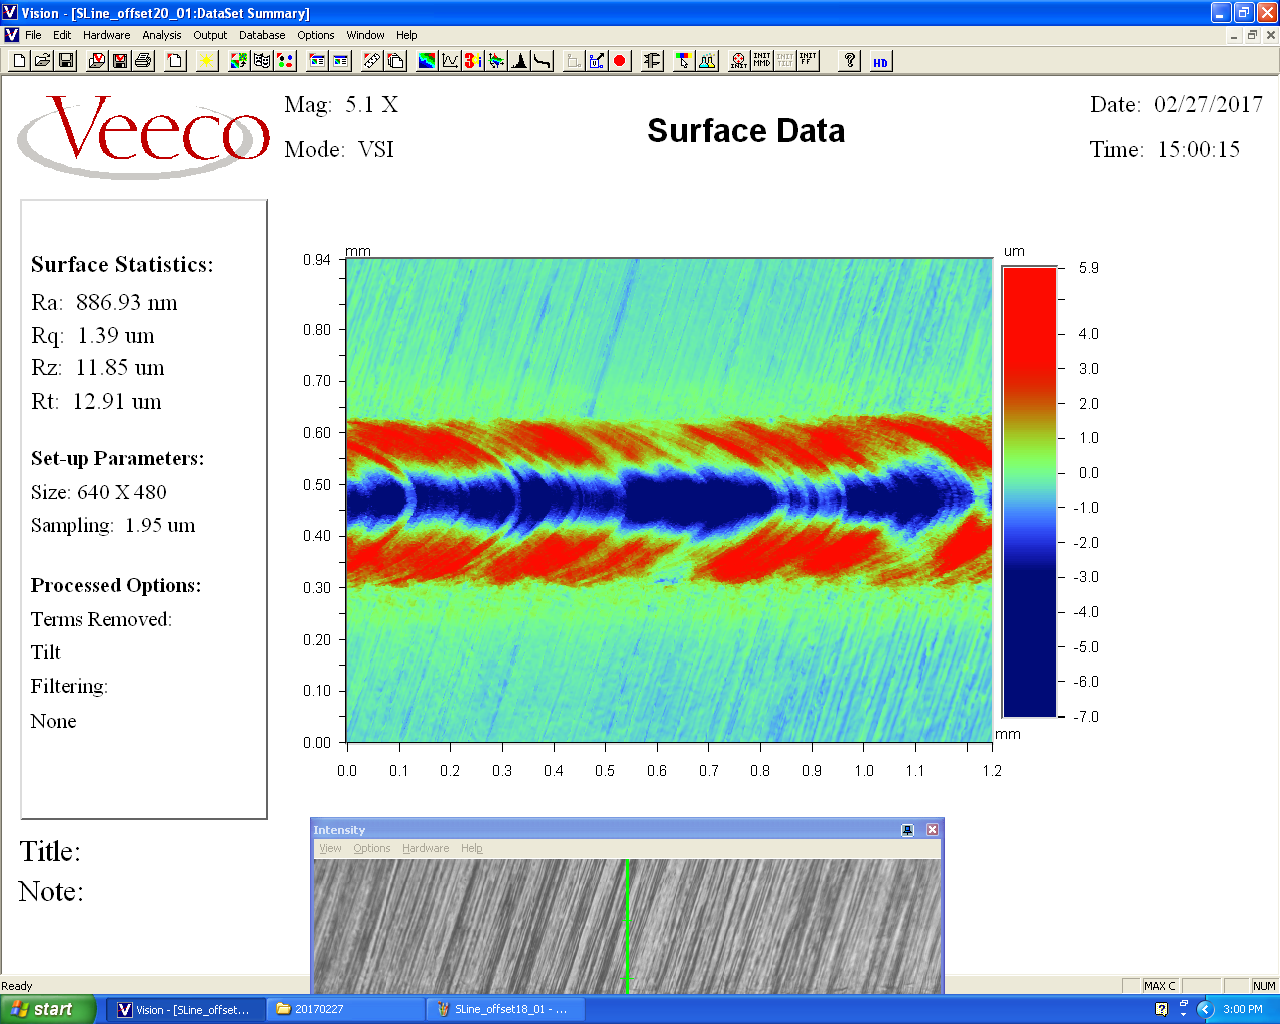 Vision - [SLine_offset20_01:DataSet Summary]
File Edit Hardware Analysis Output Database Options Window Help
INIT INIT MMD INIT TILT INIT FF ? HD
Veeco
Mag: 5.1 X
Mode: VSI
Surface Data
Date: 02/27/2017
Time: 15:00:15
Surface Statistics:
Ra: 886.93 nm
Rq: 1.39 um
Rz: 11.85 um
Rt: 12.91 um
Set-up Parameters:
Size: 640 X 480
Sampling: 1.95 um
Processed Options:
Terms Removed:
Tilt
Filtering:
None
mm
0.94
0.80
0.70
0.60
0.50
0.40
0.30
0.20
0.10
0.00
0.0 0.1 0.2 0.3 0.4 0.5 0.6 0.7 0.8 0.9 1.0 1.1 1.2
mm
um
5.9
4.0
3.0
2.0
1.0
0.0
-1.0
-2.0
-3.0
-4.0
-5.0
-6.0
-7.0
Title:
Note:
Intensity
View Options Hardware Help
Ready
MAX C NUM
start Vision - [SLine_offset... 20170227 SLine_offset18_01 - ... 3:00 PM